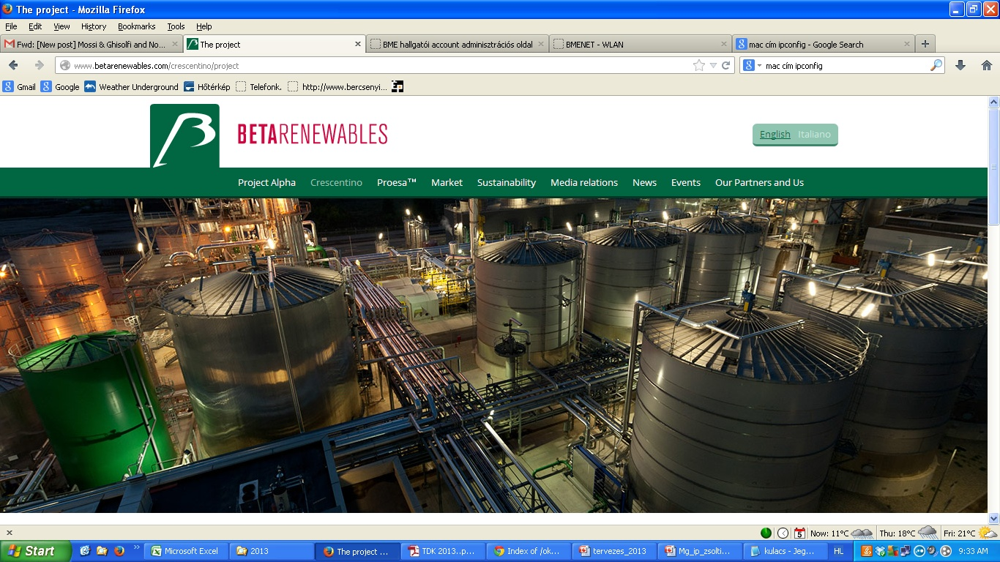 The project - Mozilla Firefox
File Edit View History Bookmarks Tools Help
Fwd: [New post] Mossi & Ghisolfi and No... The project BME hallgatói account adminisztrációs oldal BMENET - WLAN mac cím ipconfig - Google Search
www.betarenewables.com/crescentino/project mac cím ipconfig
Gmail Google Weather Underground Hőtérkép Telefonk. http://www.bercsenyi...
BETARENEWABLES
English Italiano
Project Alpha Crescentino Proesa™ Market Sustainability Media relations News Events Our Partners and Us
5 Now: 11°C Thu: 18°C Fri: 21°C
Start Microsoft Excel 2013 The project ... TDK 2013..p... Index of /ok... tervezes_2013 Mg_ip_zsolti... kulacs - Jeg... HL 9:33 AM